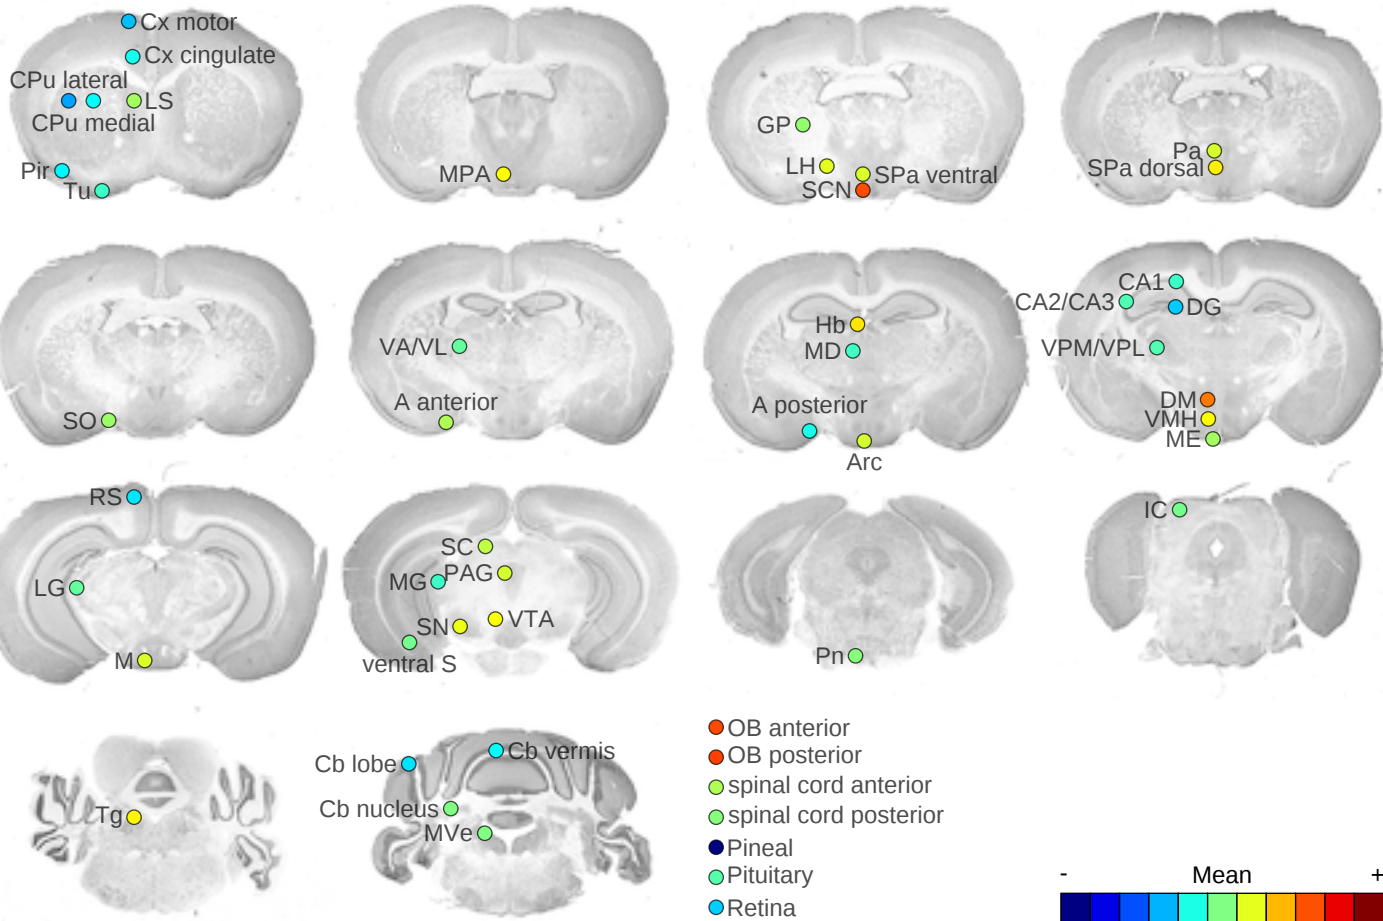 Cx motor
Cx cingulate
CPu lateral
LS
CPu medial
Pir
Tu
MPA
GP
LH
SPa ventral
SCN
Pa
SPa dorsal
SO
VA/VL
A anterior
Hb
MD
A posterior
Arc
CA1
CA2/CA3
DG
VPM/VPL
DM
VMH
ME
RS
LG
M
SC
MG
PAG
SN
VTA
ventral S
Pn
IC
Tg
Cb lobe
Cb vermis
Cb nucleus
MVe
OB anterior
OB posterior
spinal cord anterior
spinal cord posterior
Pineal
Pituitary
Retina
- Mean +